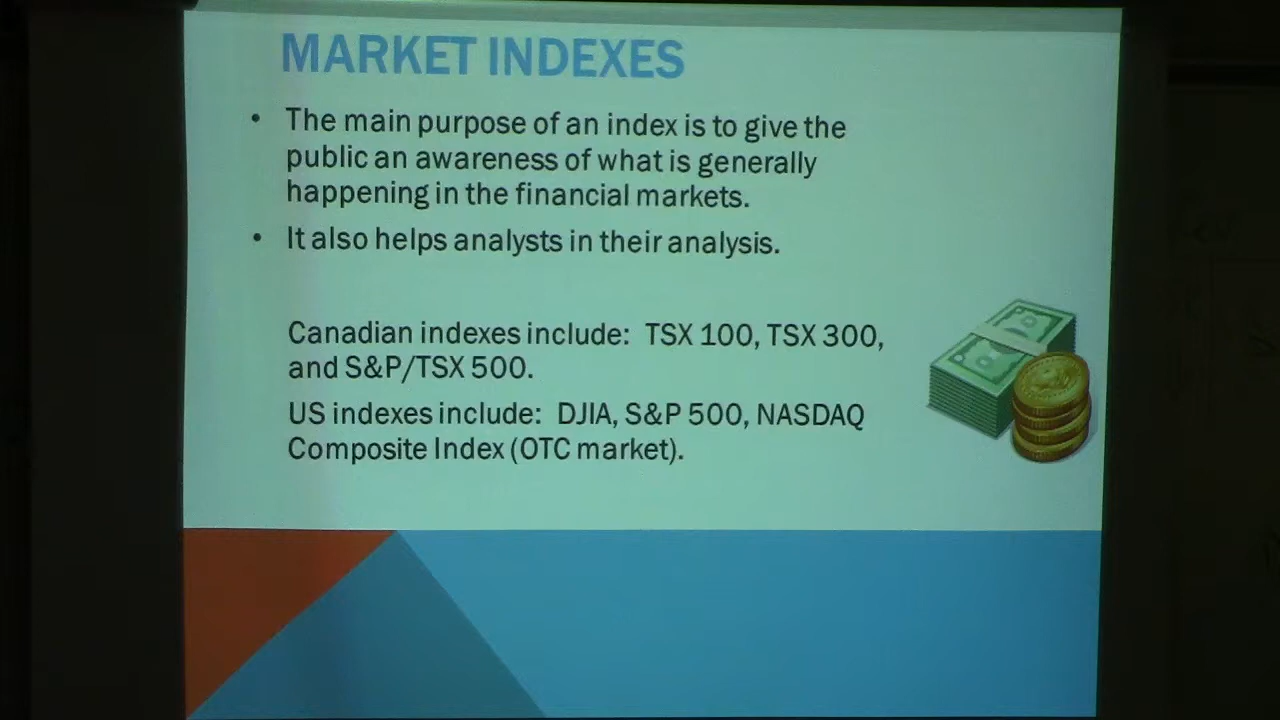 MARKET INDEXES
• The main purpose of an index is to give the
public an awareness of what is generally
happening in the financial markets.
• It also helps analysts in their analysis.
Canadian indexes include: TSX 100, TSX 300,
and S&P/TSX 500.
US indexes include: DJIA, S&P 500, NASDAQ
Composite Index (OTC market).